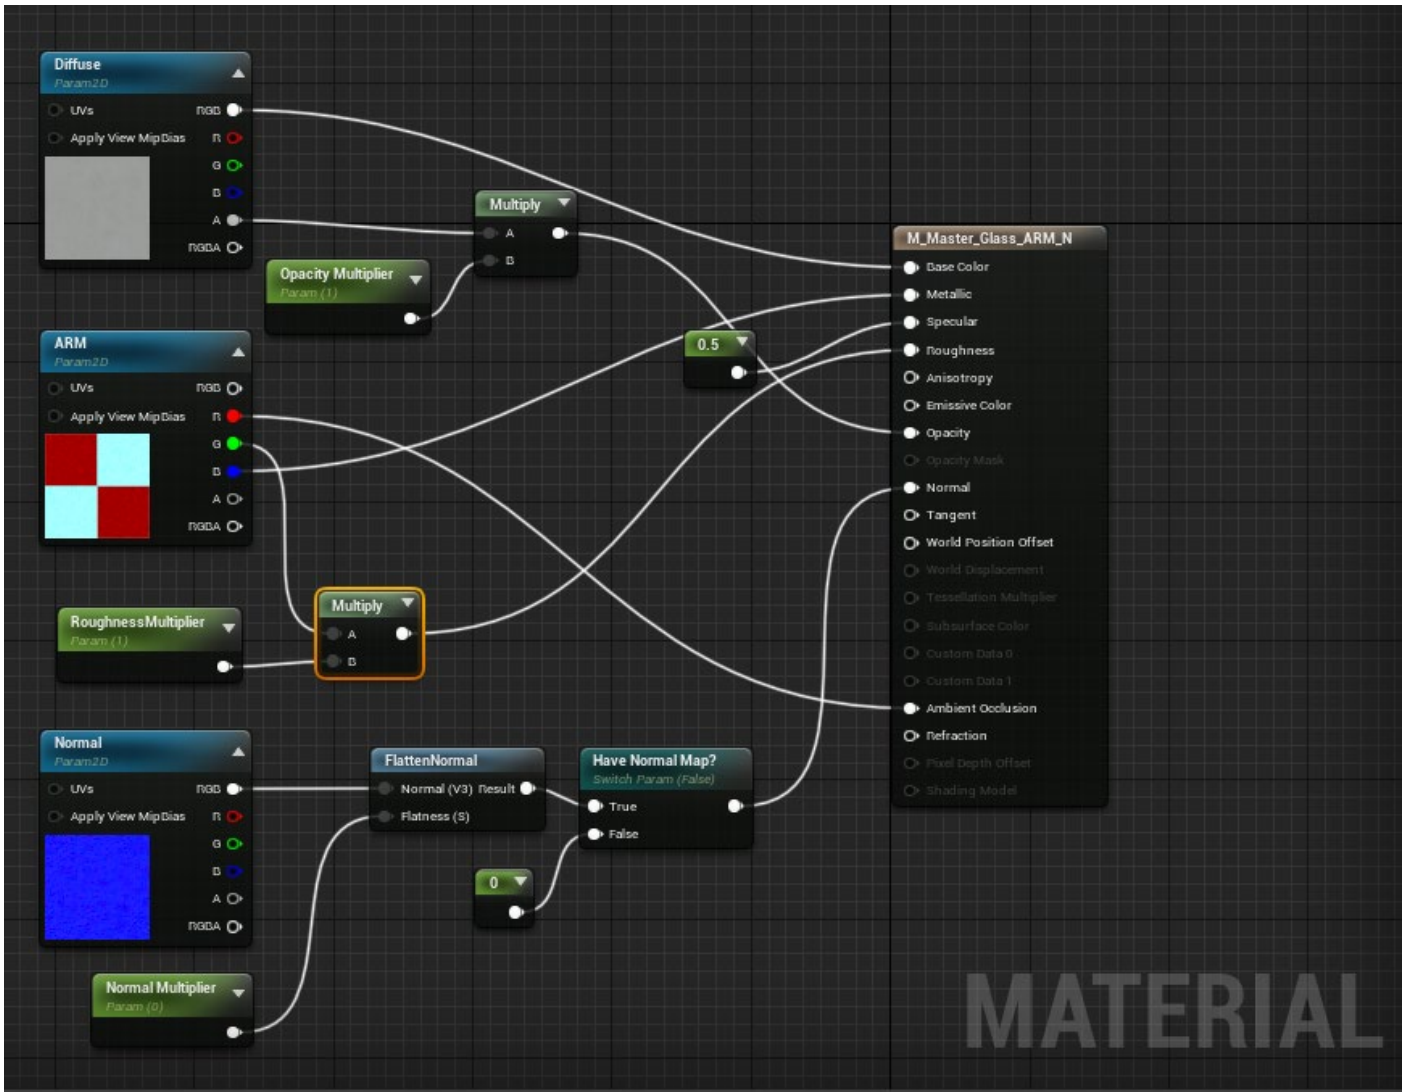 Diffuse
Param2D
UVs RGB
Apply View MipBias R
G
B
A
RGBA
Multiply
A
B
Opacity Multiplier
Param (1)
ARM
Param2D
UVs RGB
Apply View MipBias R
G
B
A
RGBA
0.5
RoughnessMultiplier
Param (1)
Multiply
A
B
Normal
Param2D
UVs RGB
Apply View MipBias R
G
B
A
RGBA
FlattenNormal
Normal (V3) Result
Flatness (S)
Have Normal Map?
Switch Param (False)
True
False
0
Normal Multiplier
Param (0)
M_Master_Glass_ARM_N
Base Color
Metallic
Specular
Roughness
Anisotropy
Emissive Color
Opacity
Opacity Mask
Normal
Tangent
World Position Offset
World Displacement
Tessellation Multiplier
Subsurface Color
Custom Data 0
Custom Data 1
Ambient Occlusion
Refraction
Pixel Depth Offset
Shading Model
MATERIAL